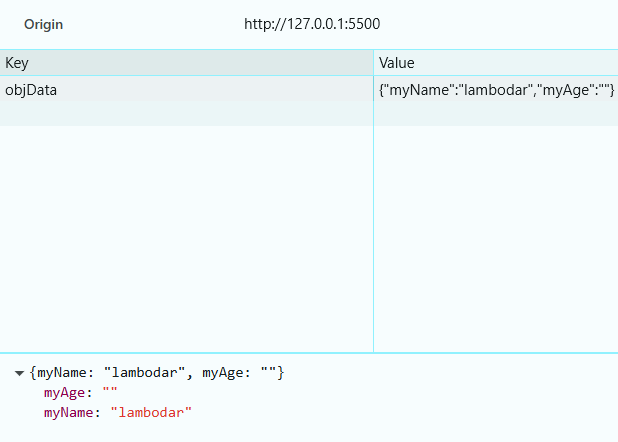 Origin http://127.0.0.1:5500
Key Value
objData {"myName":"lambodar","myAge":""}
{myName: "lambodar", myAge: ""}
myAge: ""
myName: "lambodar"